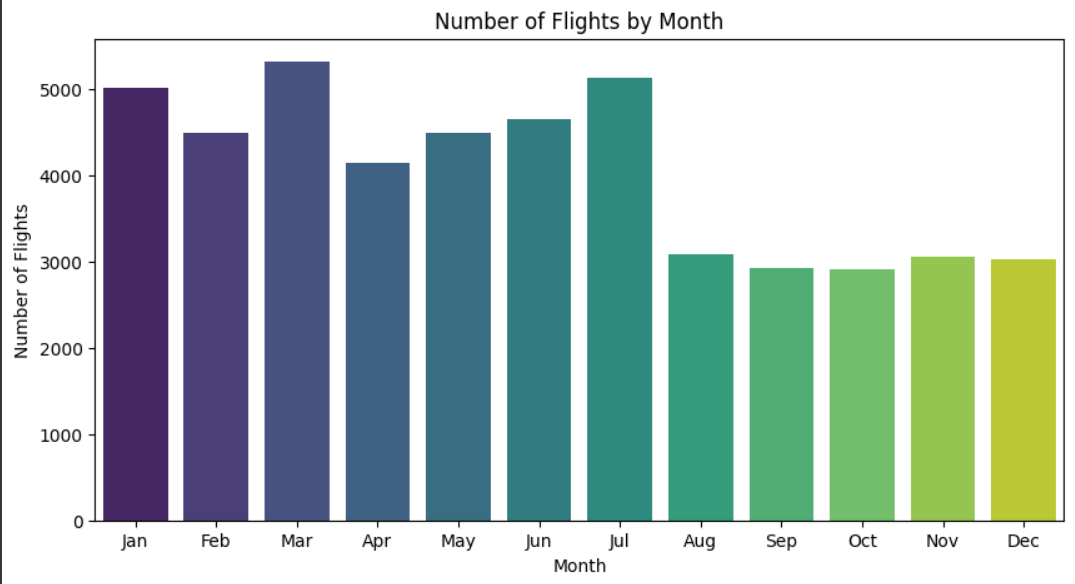 Number of Flights by Month
Number of Flights
5000
4000
3000
2000
1000
0
Jan Feb Mar Apr May Jun Jul Aug Sep Oct Nov Dec
Month